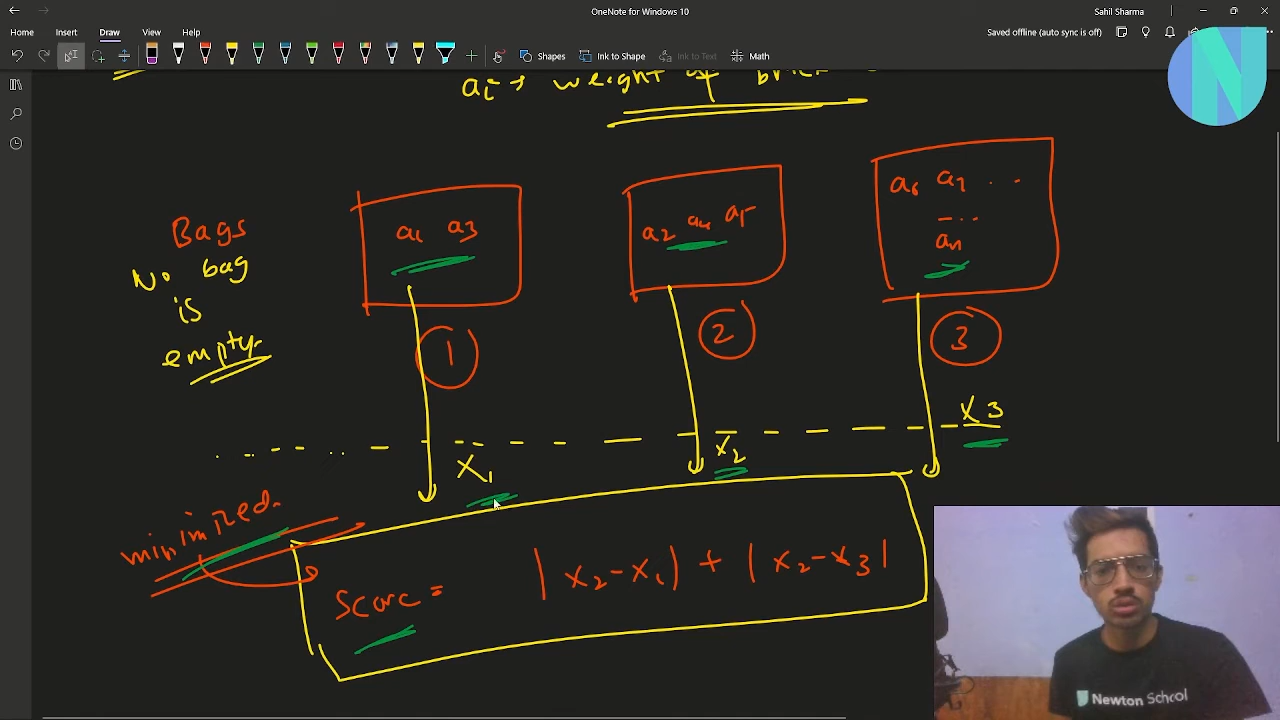 OneNote for Windows 10
Sahil Sharma
Home Insert Draw View Help
Saved offline (auto sync is off)
Shapes Ink to Shape Ink to Text Math
ai → weight of
Bags
No bag
is
empty.
a1 a3
a2 a4 a5
a6 a7 ..
-...
an
1
2
3
X1
X2
X3
minimized.
Score = |x2-x1| + |x2-x3|
Newton School